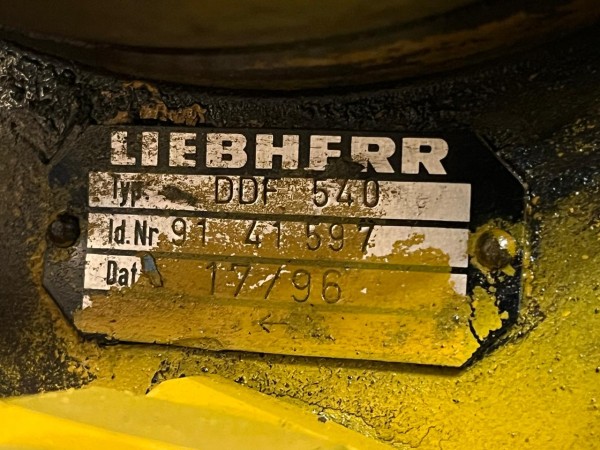 LIEBHERR
Typ. DDF 540
Id.Nr 91 41 597
Dat 17/96
←